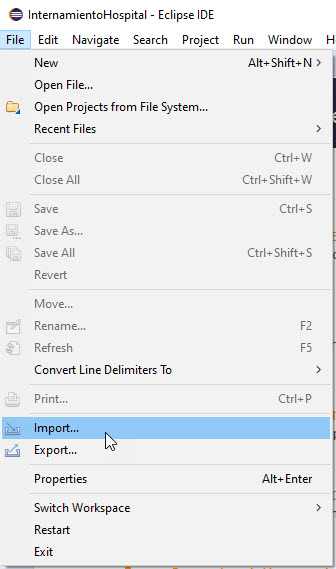 InternamientoHospital - Eclipse IDE
File Edit Navigate Search Project Run Window
New Alt+Shift+N >
Open File...
Open Projects from File System...
Recent Files >
Close Ctrl+W
Close All Ctrl+Shift+W
Save Ctrl+S
Save As...
Save All Ctrl+Shift+S
Revert
Move...
Rename... F2
Refresh F5
Convert Line Delimiters To >
Print... Ctrl+P
Import...
Export...
Properties Alt+Enter
Switch Workspace >
Restart
Exit